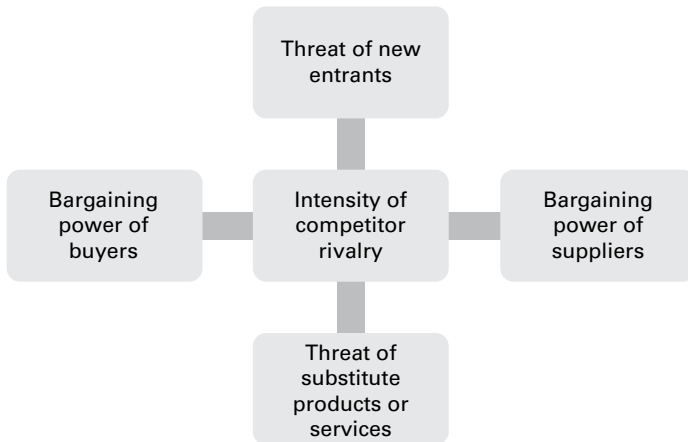 Threat of new
entrants
Bargaining
power of
buyers
Intensity of
competitor
rivalry
Bargaining
power of
suppliers
Threat of
substitute
products or
services